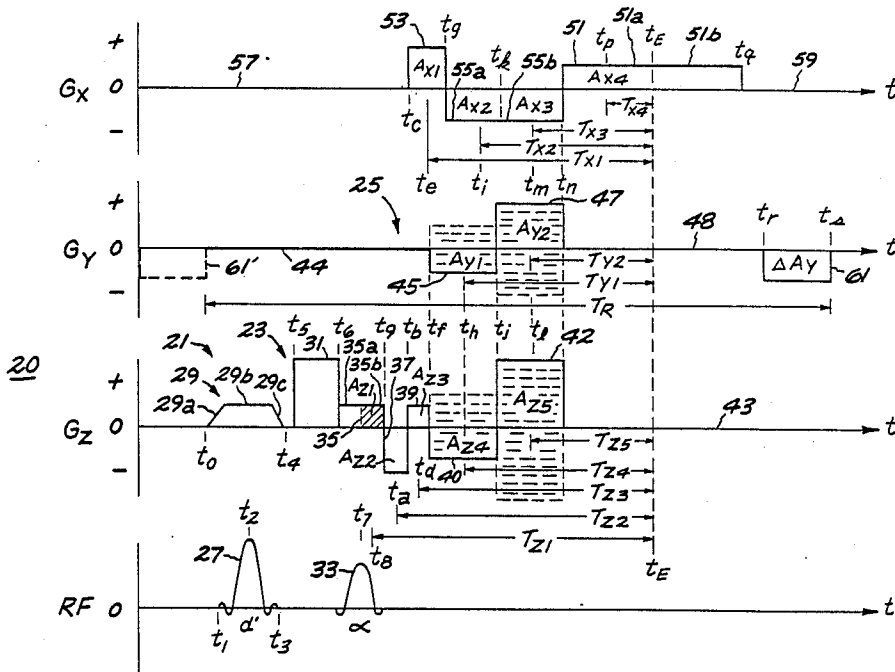 53 t_g 51 t_p 51a t_E 51b t_q
+
57 A_X1 55a t_k 55b A_X4 59
G_X 0 t
A_X2 A_X3 T_X4
- t_c T_X3
T_X2
T_X1
t_e t_i t_m t_n
+ 25 47
A_Y2 48 t_r t_s
G_Y 0 t
61' 44 A_Y1 T_Y2 ΔA_Y 61
- 45 T_Y1
T_R
20
21 23 t_5 31 t_6 t_9 t_b t_f t_h t_j t_l 42
29 35a 37 A_Z3
+ 29b 29c 35b 39
29a A_Z1 A_Z5 43
G_Z 0 35 t
t_0 t_4 A_Z2 A_Z4 T_Z5
- t_d 40 T_Z4
t_a T_Z3
T_Z2
t_2 t_7 T_Z1
27 33 t_8 t_E
RF 0 t
t_1 α' t_3 α